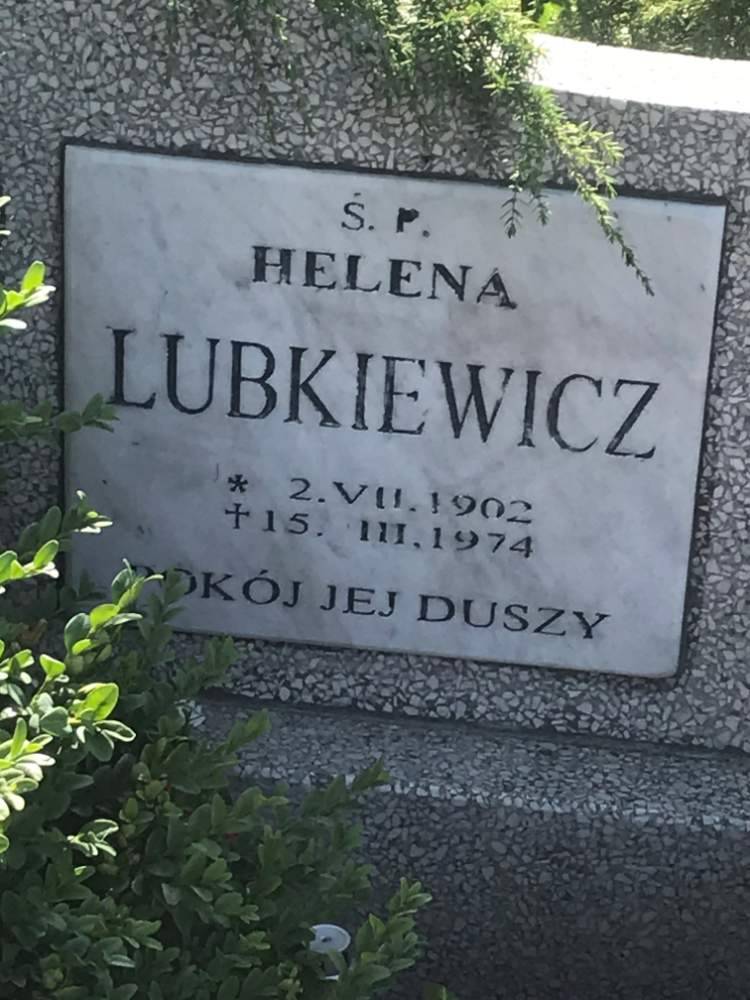 Ś. P.
HELENA
LUBKIEWICZ
* 2.VII.1902
† 15. III.1974
POKÓJ JEJ DUSZY